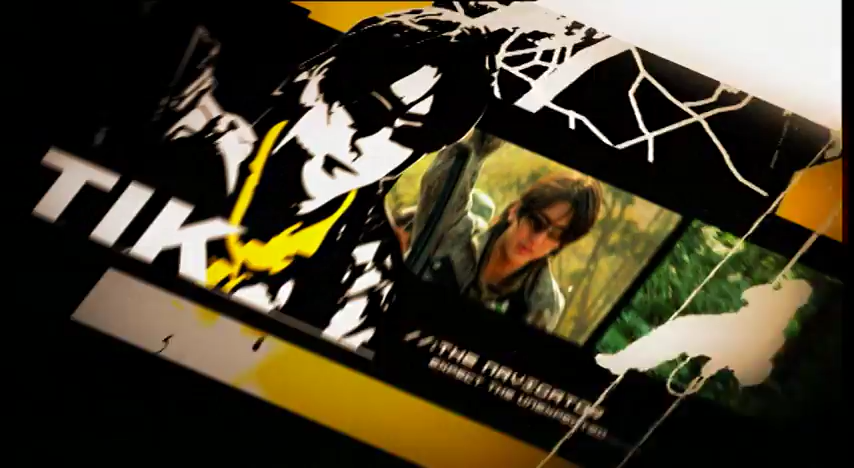 TIK
//THE NAVIGATOR
EXPECT THE UNEXPECTED